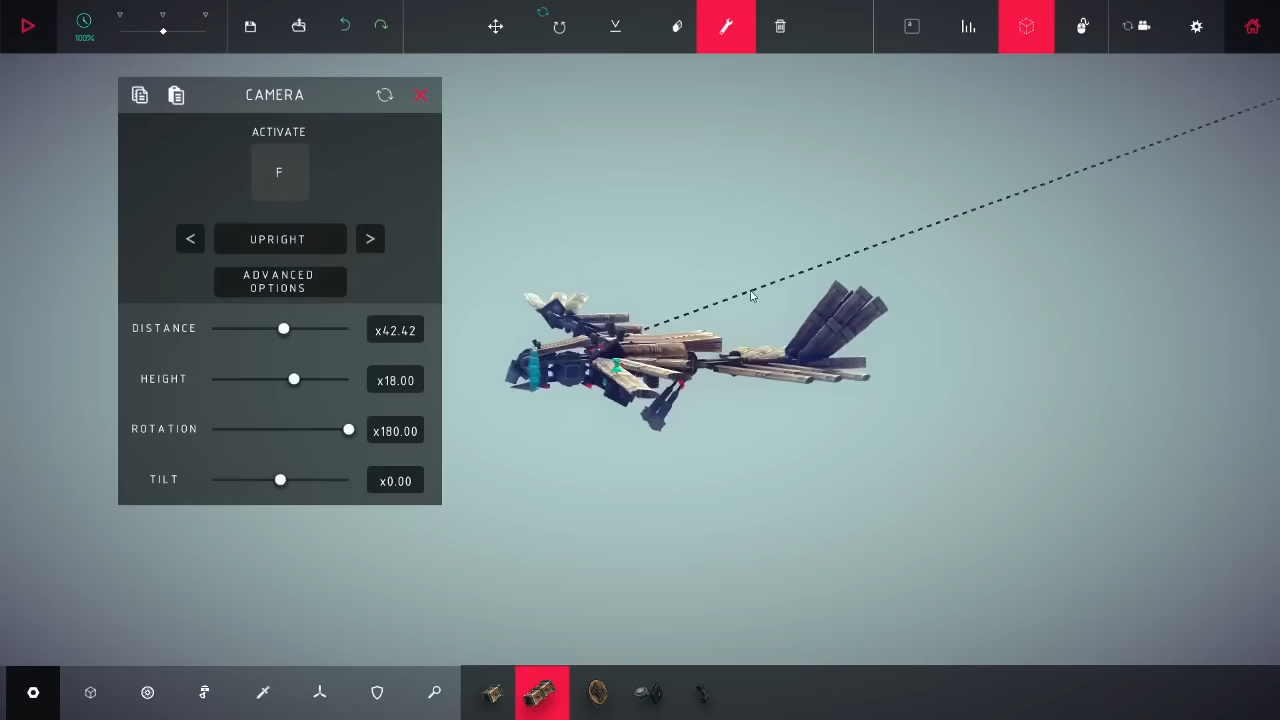 100%
CAMERA
ACTIVATE
F
< UPRIGHT >
ADVANCED
OPTIONS
DISTANCE x42.42
HEIGHT x18.00
ROTATION x180.00
TILT x0.00